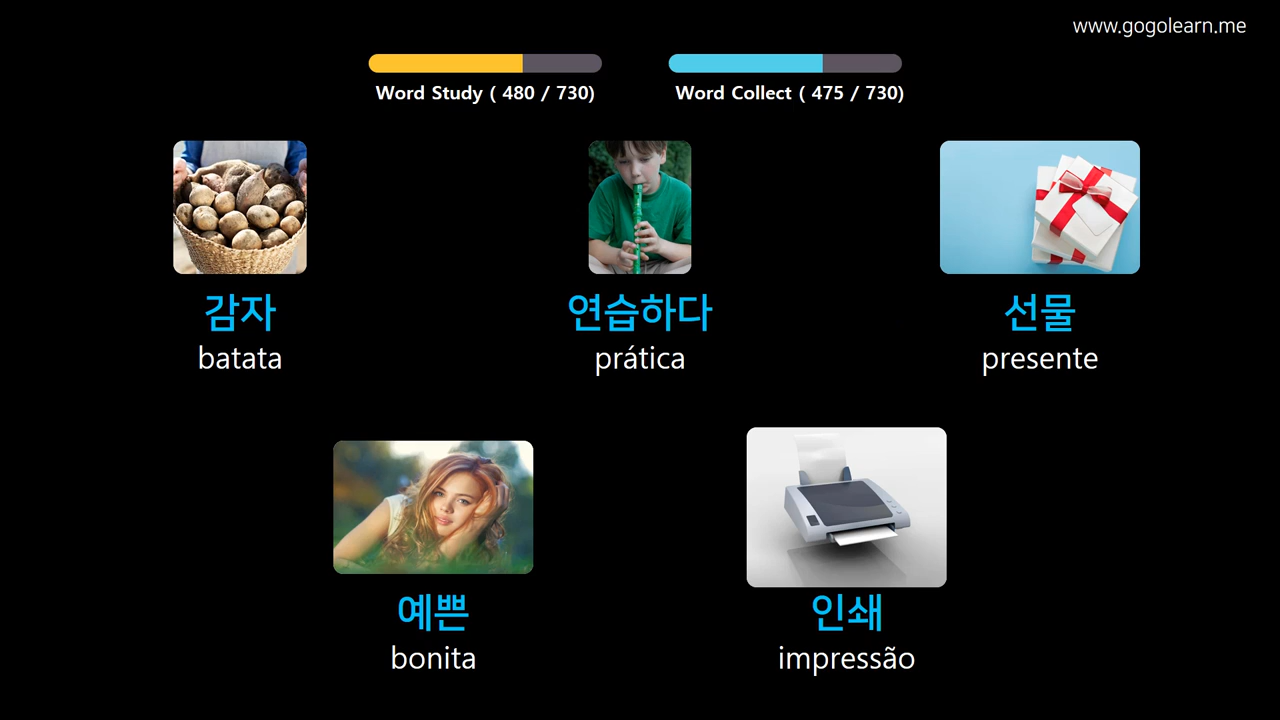 www.gogolearn.me
Word Study ( 480 / 730)
Word Collect ( 475 / 730)
감자
batata
연습하다
prática
선물
presente
예쁜
bonita
인쇄
impressão